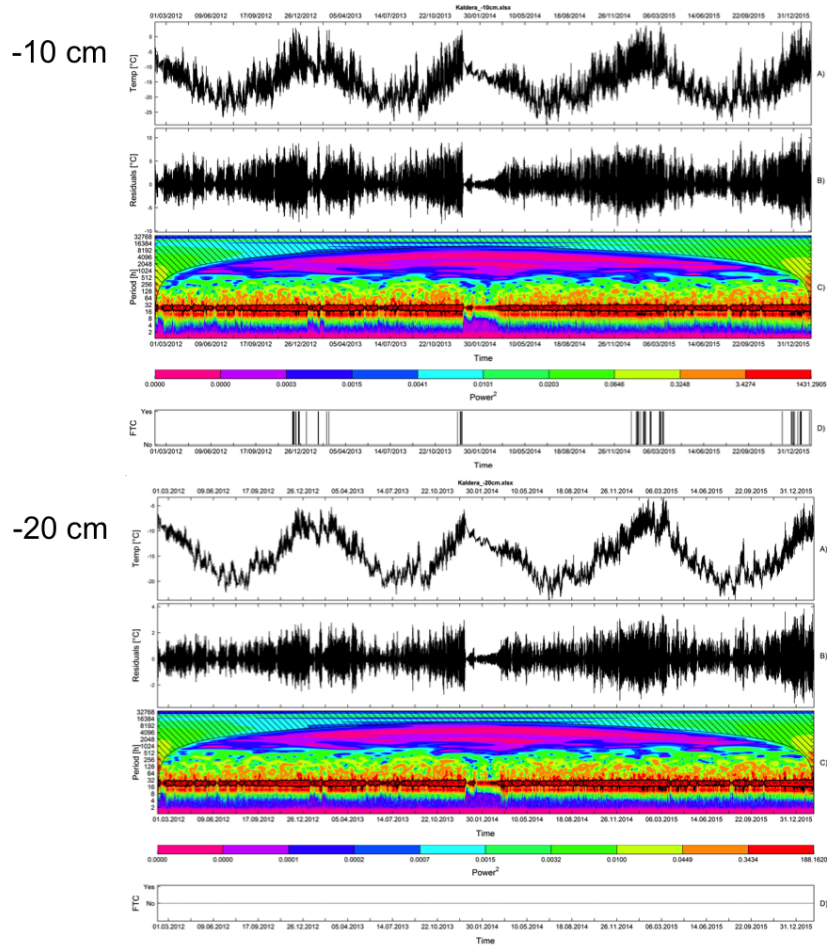 -10 cm
Kaldera_-10cm.xlsx
01/03/2012 09/06/2012 17/09/2012 26/12/2012 05/04/2013 14/07/2013 22/10/2013 30/01/2014 10/05/2014 18/08/2014 26/11/2014 06/03/2015 14/06/2015 22/09/2015 31/12/2015
Temp [°C]
0
-5
-10
-15
-20
-25
A)
Residuals [°C]
10
5
0
-5
-10
B)
Period [h]
32768
16384
8192
4096
2048
1024
512
256
128
64
32
16
8
4
2
C)
01/03/2012 09/06/2012 17/09/2012 26/12/2012 05/04/2013 14/07/2013 22/10/2013 30/01/2014 10/05/2014 18/08/2014 26/11/2014 06/03/2015 14/06/2015 22/09/2015 31/12/2015
Time
0.0000 0.0000 0.0003 0.0015 0.0041 0.0101 0.0203 0.0646 0.3248 3.4274 1431.2905
Power2
FTC
Yes
No
D)
01/03/2012 09/06/2012 17/09/2012 26/12/2012 05/04/2013 14/07/2013 22/10/2013 30/01/2014 10/05/2014 18/08/2014 26/11/2014 06/03/2015 14/06/2015 22/09/2015 31/12/2015
Time
-20 cm
Kaldera_-20cm.xlsx
01.03.2012 09.06.2012 17.09.2012 26.12.2012 05.04.2013 14.07.2013 22.10.2013 30.01.2014 10.05.2014 18.08.2014 26.11.2014 06.03.2015 14.06.2015 22.09.2015 31.12.2015
Temp [°C]
-5
-10
-15
-20
A)
Residuals [°C]
4
2
0
-2
B)
Period [h]
32768
16384
8192
4096
2048
1024
512
256
128
64
32
16
8
4
2
C)
01.03.2012 09.06.2012 17.09.2012 26.12.2012 05.04.2013 14.07.2013 22.10.2013 30.01.2014 10.05.2014 18.08.2014 26.11.2014 06.03.2015 14.06.2015 22.09.2015 31.12.2015
Time
0.0000 0.0000 0.0001 0.0002 0.0007 0.0015 0.0032 0.0100 0.0449 0.3434 188.1620
Power2
FTC
Yes
No
D)
01.03.2012 09.06.2012 17.09.2012 26.12.2012 05.04.2013 14.07.2013 22.10.2013 30.01.2014 10.05.2014 18.08.2014 26.11.2014 06.03.2015 14.06.2015 22.09.2015 31.12.2015
Time